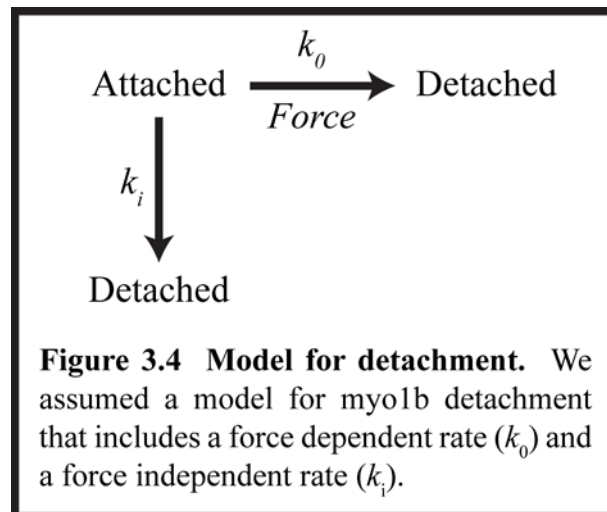 k₀
Attached Detached
Force
kᵢ
Detached
Figure 3.4 Model for detachment. We
assumed a model for myo1b detachment
that includes a force dependent rate (k₀) and
a force independent rate (kᵢ).